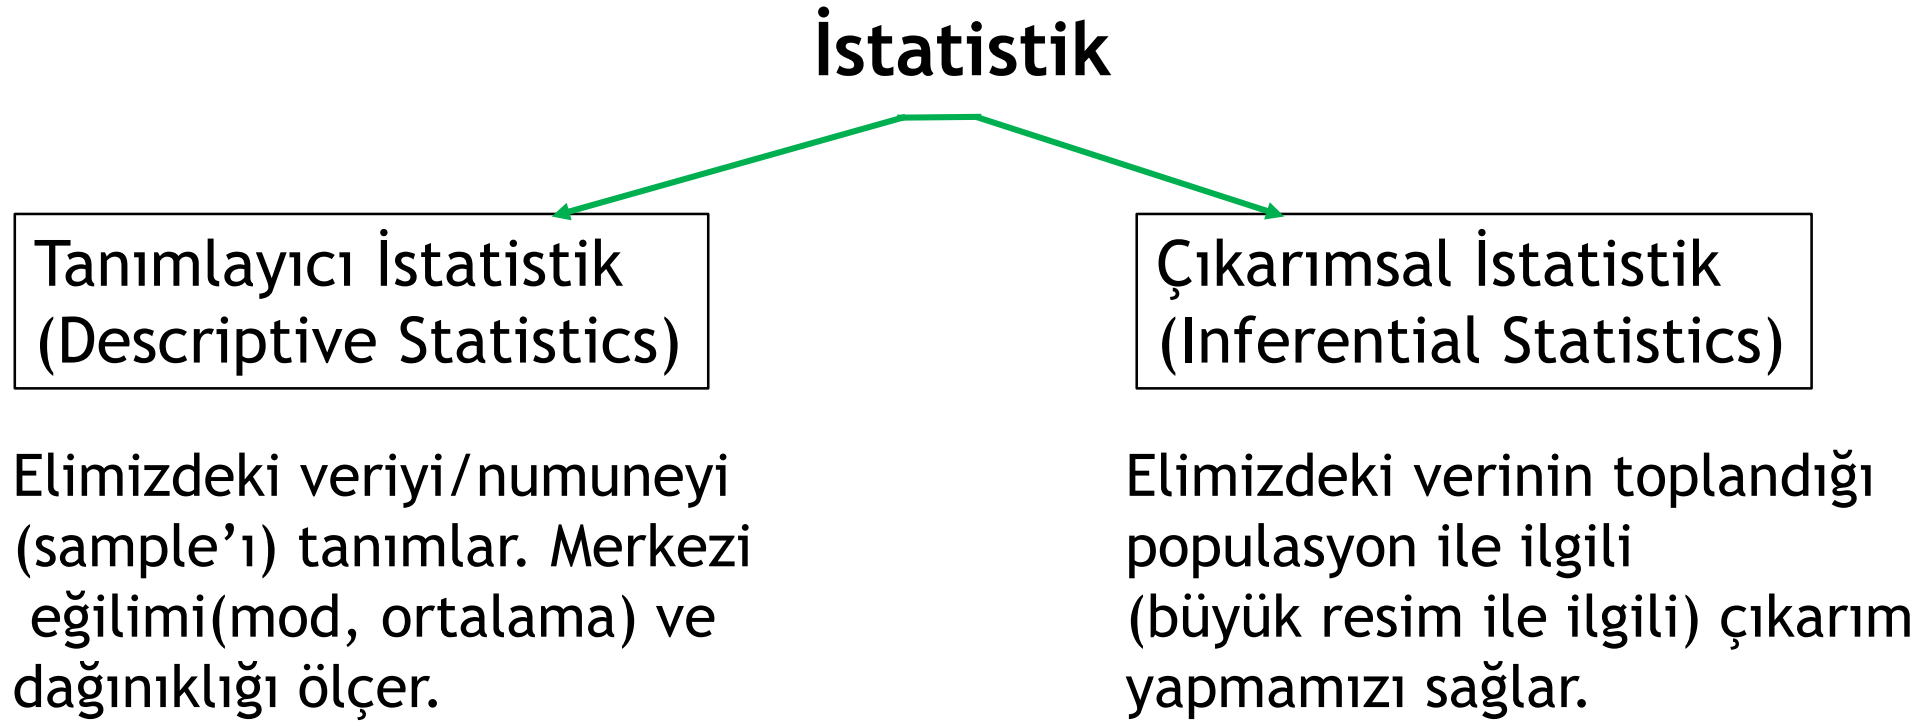 İstatistik
Tanımlayıcı İstatistik
(Descriptive Statistics)
Elimizdeki veriyi/numuneyi
(sample’ı) tanımlar. Merkezi
eğilimi(mod, ortalama) ve
dağınıklığı ölçer.
Çıkarımsal İstatistik
(Inferential Statistics)
Elimizdeki verinin toplandığı
populasyon ile ilgili
(büyük resim ile ilgili) çıkarım
yapmamızı sağlar.